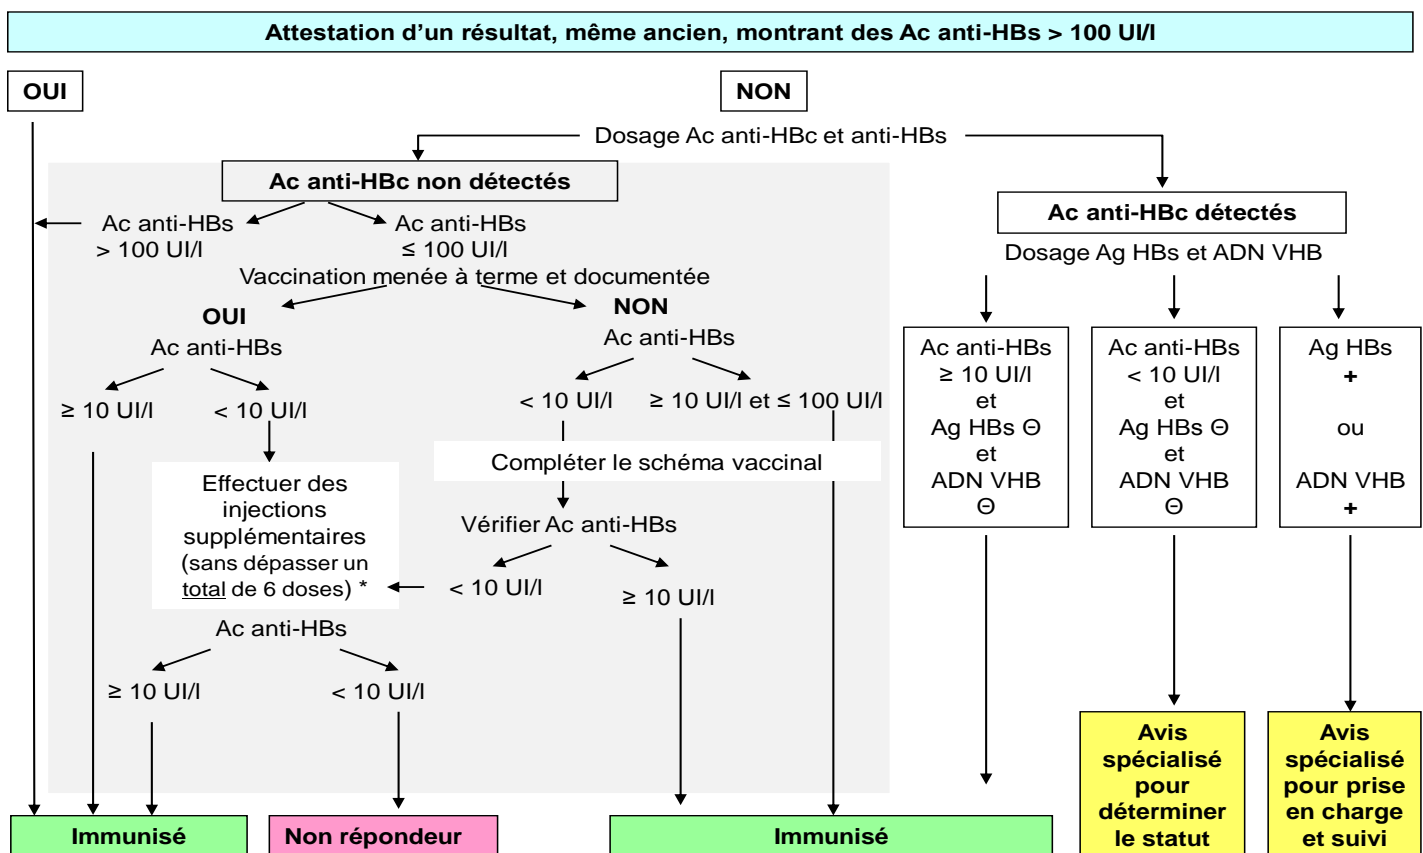 Attestation d'un résultat, même ancien, montrant des Ac anti-HBs > 100 UI/l
OUI
NON
Dosage Ac anti-HBc et anti-HBs
Ac anti-HBc non détectés
Ac anti-HBs
> 100 UI/l
Ac anti-HBs
≤ 100 UI/l
Vaccination menée à terme et documentée
OUI
Ac anti-HBs
NON
Ac anti-HBs
≥ 10 UI/l
< 10 UI/l
< 10 UI/l
≥ 10 UI/l et ≤ 100 UI/l
Effectuer des
injections
supplémentaires
(sans dépasser un
total de 6 doses) *
Compléter le schéma vaccinal
Vérifier Ac anti-HBs
< 10 UI/l
≥ 10 UI/l
Ac anti-HBs
≥ 10 UI/l
< 10 UI/l
Ac anti-HBc détectés
Dosage Ag HBs et ADN VHB
Ac anti-HBs
≥ 10 UI/l
et
Ag HBs Θ
et
ADN VHB
Θ
Ac anti-HBs
< 10 UI/l
et
Ag HBs Θ
et
ADN VHB
Θ
Ag HBs
+
ou
ADN VHB
+
Immunisé
Non répondeur
Immunisé
Avis
spécialisé
pour
déterminer
le statut
Avis
spécialisé
pour prise
en charge
et suivi